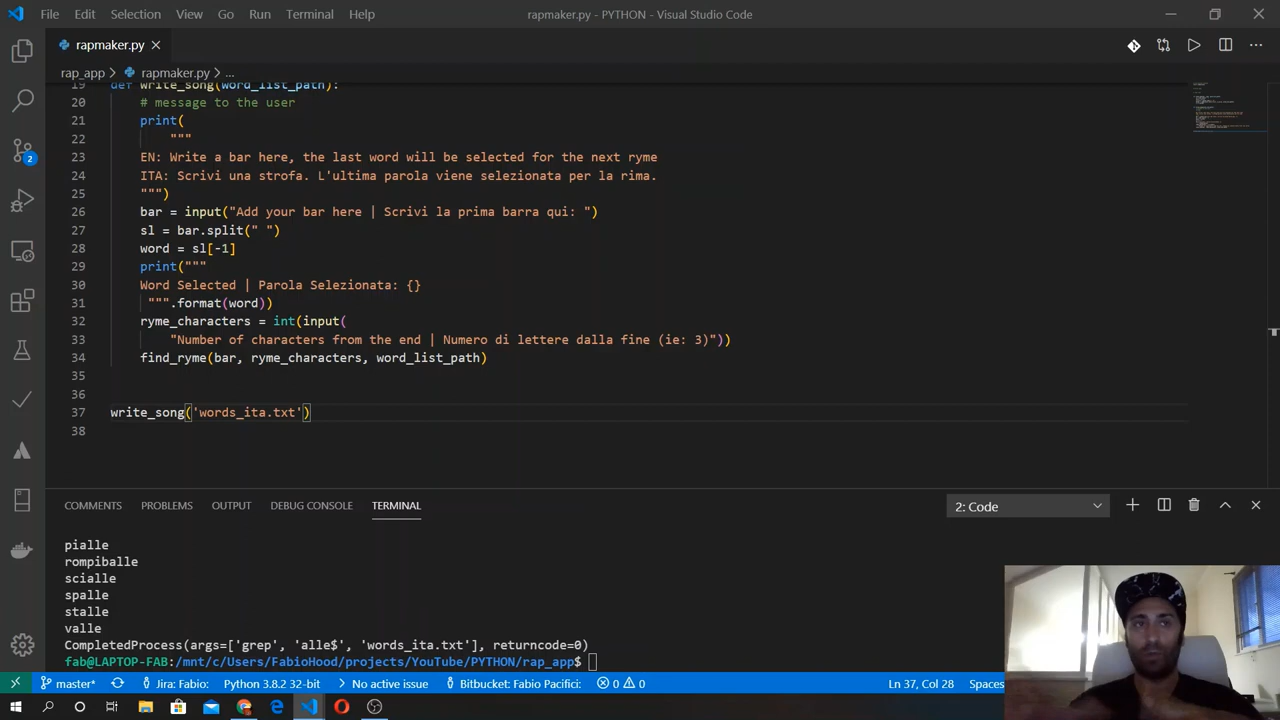 File Edit Selection View Go Run Terminal Help rapmaker.py - PYTHON - Visual Studio Code
rapmaker.py
rap_app > rapmaker.py > ...
19 def write_song(word_list_path):
20 # message to the user
21 print(
22 """
23 EN: Write a bar here, the last word will be selected for the next ryme
24 ITA: Scrivi una strofa. L'ultima parola viene selezionata per la rima.
25 """)
26 bar = input("Add your bar here | Scrivi la prima barra qui: ")
27 sl = bar.split(" ")
28 word = sl[-1]
29 print("""
30 Word Selected | Parola Selezionata: {}
31 """.format(word))
32 ryme_characters = int(input(
33 "Number of characters from the end | Numero di lettere dalla fine (ie: 3)"))
34 find_ryme(bar, ryme_characters, word_list_path)
35
36
37 write_song('words_ita.txt')
38
2
COMMENTS PROBLEMS OUTPUT DEBUG CONSOLE TERMINAL 2: Code
pialle
rompiballe
scialle
spalle
stalle
valle
CompletedProcess(args=['grep', 'alle$', 'words_ita.txt'], returncode=0)
fab@LAPTOP-FAB:/mnt/c/Users/FabioHood/projects/YouTube/PYTHON/rap_app$
master* Jira: Fabio: Python 3.8.2 32-bit No active issue Bitbucket: Fabio Pacifici: 0 0 Ln 37, Col 28 Spaces